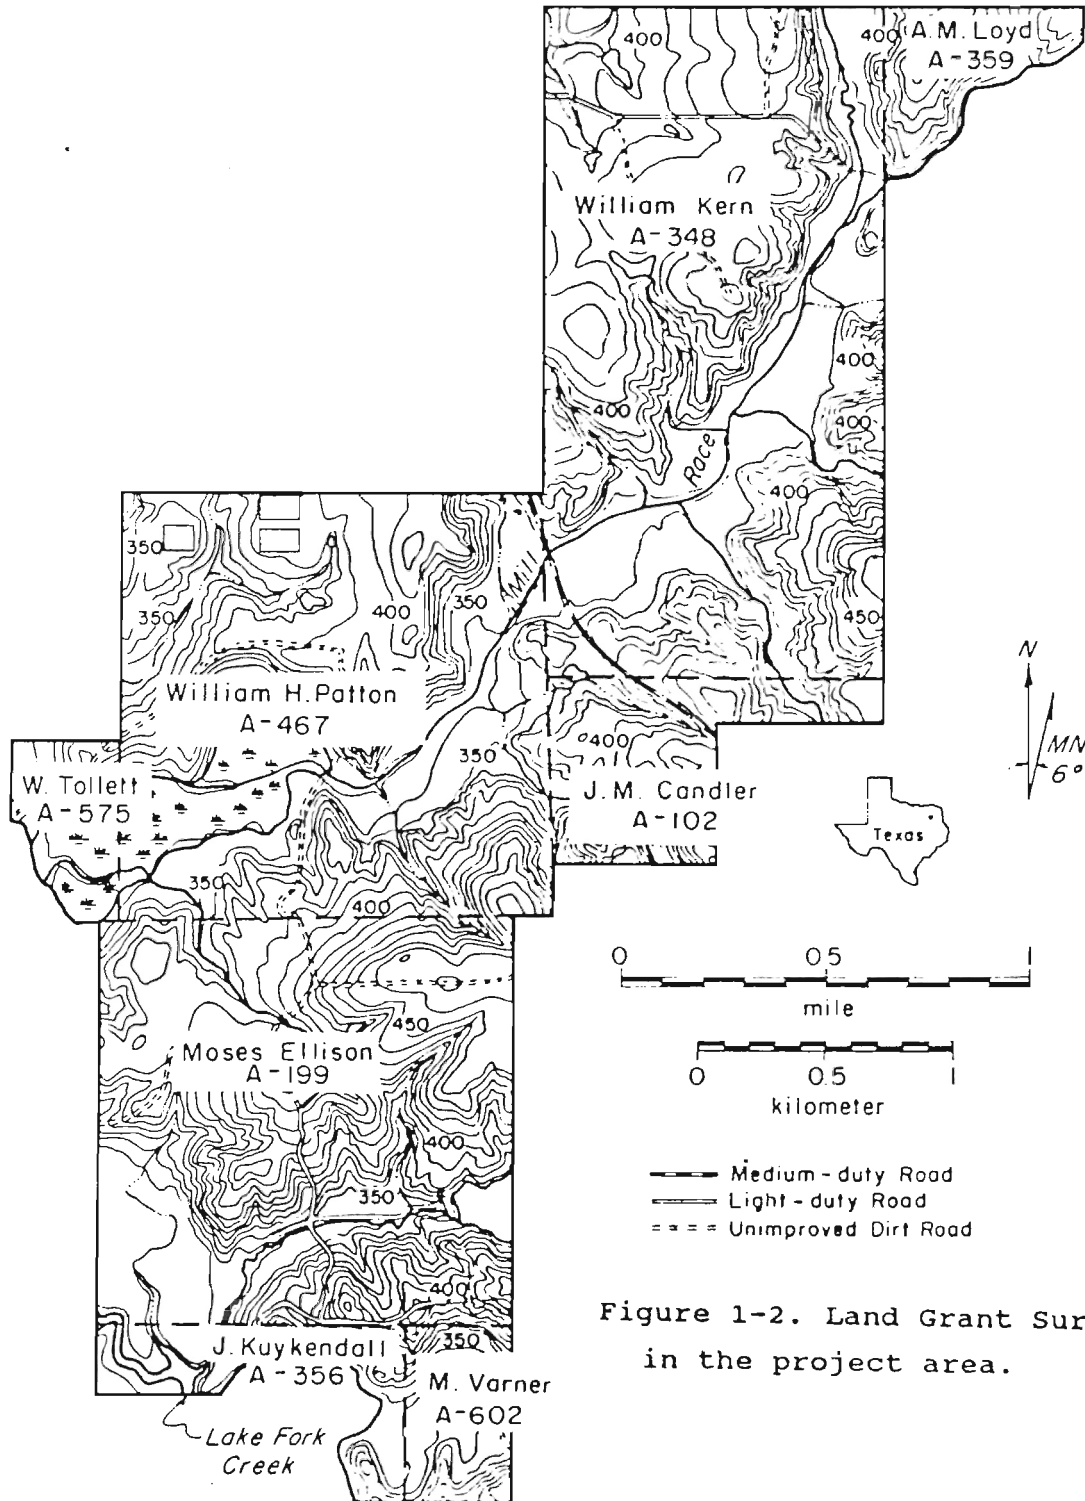 400
400
A.M. Loyd
A-359
William Kern
A-348
400
400
400
Race
400
350
Mill
350
350
400
450
N
William H. Patton
A-467
MN
6°
350
400
W. Tollett
A-575
J.M. Candler
A-102
Texas
350
400
0 0.5 1
mile
450
Moses Ellison
A-199
0 0.5 1
kilometer
400
Medium-duty Road
350
Light-duty Road
Unimproved Dirt Road
400
Figure 1-2. Land Grant Sur
in the project area.
350
J. Kuykendall
A-356
M. Varner
A-602
Lake Fork
Creek